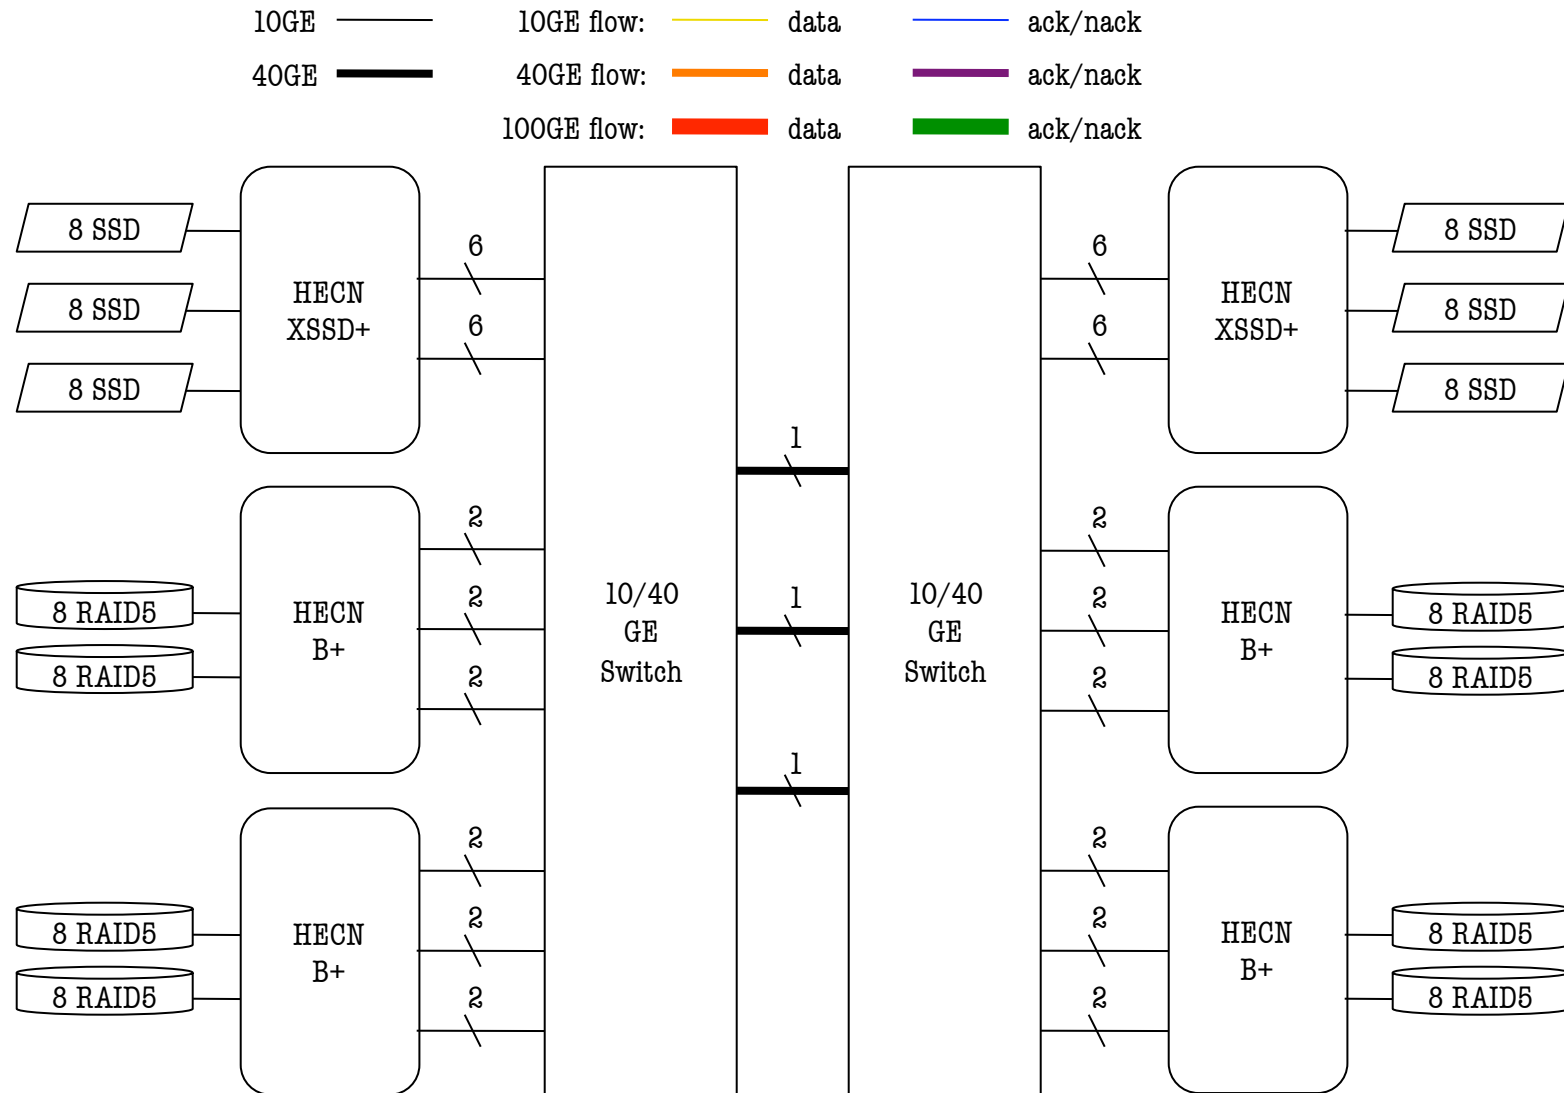 10GE 10GE flow: data ack/nack
40GE 40GE flow: data ack/nack
100GE flow: data ack/nack
8 SSD
8 SSD
8 SSD
HECN
XSSD+
6
6
8 RAID5
8 RAID5
HECN
B+
2
2
2
8 RAID5
8 RAID5
HECN
B+
2
2
2
10/40
GE
Switch
1
1
1
10/40
GE
Switch
6
6
HECN
XSSD+
8 SSD
8 SSD
8 SSD
2
2
2
HECN
B+
8 RAID5
8 RAID5
2
2
2
HECN
B+
8 RAID5
8 RAID5